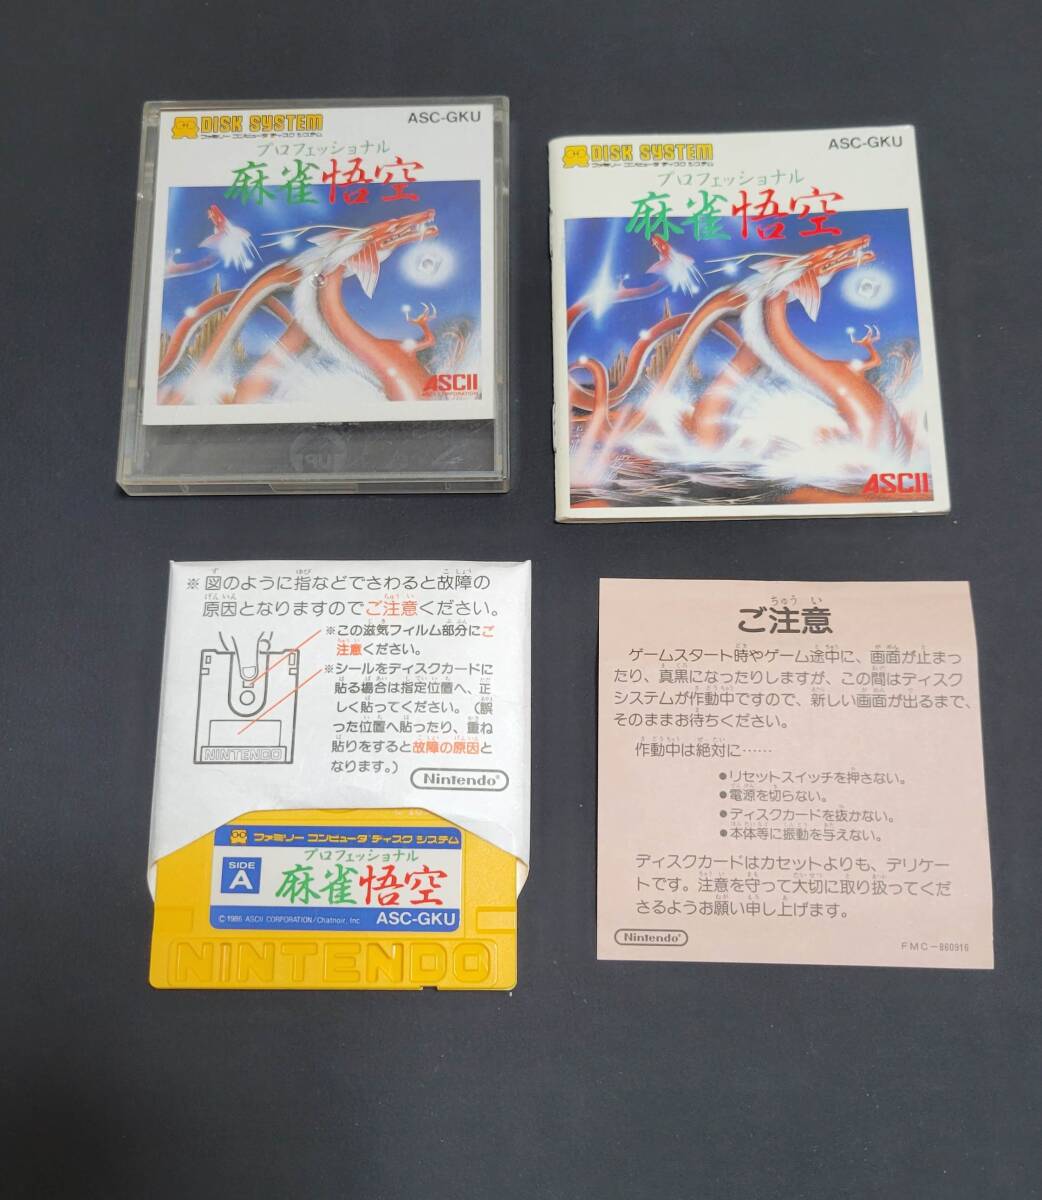 DISK SYSTEM
ファミリー コンピュータ ディスク システム
ASC-GKU
プロフェッショナル
麻雀悟空
ASCII
ASCII CORPORATION
DISK SYSTEM
ファミリー コンピュータ ディスク システム
ASC-GKU
プロフェッショナル
麻雀悟空
ASCII
※図のように指などでさわると故障の
原因となりますのでご注意ください。
※この滋気フィルム部分にご
注意ください。
※シールをディスクカードに
貼る場合は指定位置へ、正
しく貼ってください。(誤
った位置へ貼ったり、重ね
貼りをすると故障の原因と
なります。)
NINTENDO
Nintendo®
ファミリー コンピュータ ディスク システム
プロフェッショナル
SIDE
A
麻雀悟空
©1986 ASCII CORPORATION/Chatnoir, Inc
ASC-GKU
NINTENDO
ちゅうい
ご注意
ゲームスタート時やゲーム途中に、画面が止まっ
たり、真黒になったりしますが、この間はディスク
システムが作動中ですので、新しい画面が出るまで、
そのままお待ちください。
作動中は絶対に……
●リセットスイッチを押さない。
●電源を切らない。
●ディスクカードを抜かない。
●本体等に振動を与えない。
ディスクカードはカセットよりも、デリケー
トです。注意を守って大切に取り扱ってくだ
さるようお願い申し上げます。
Nintendo®
FMC-860916